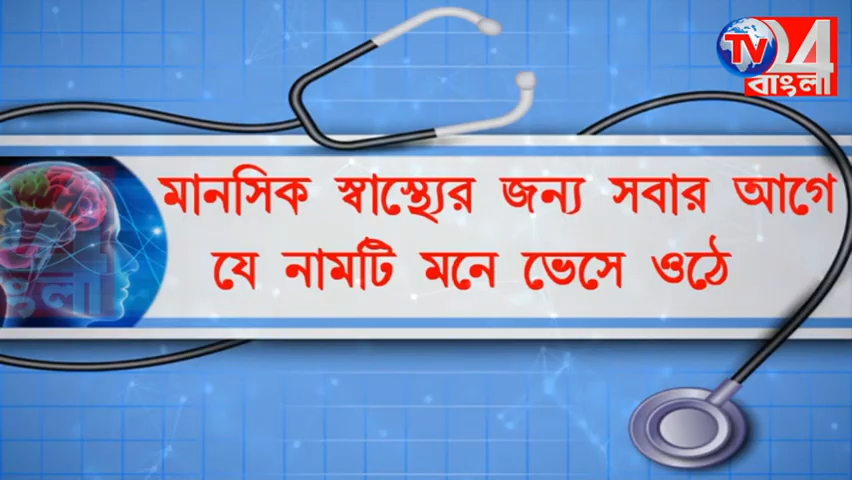 TV 24
বাংলা
মানসিক স্বাস্থ্যের জন্য সবার আগে
যে নামটি মনে ভেসে ওঠে